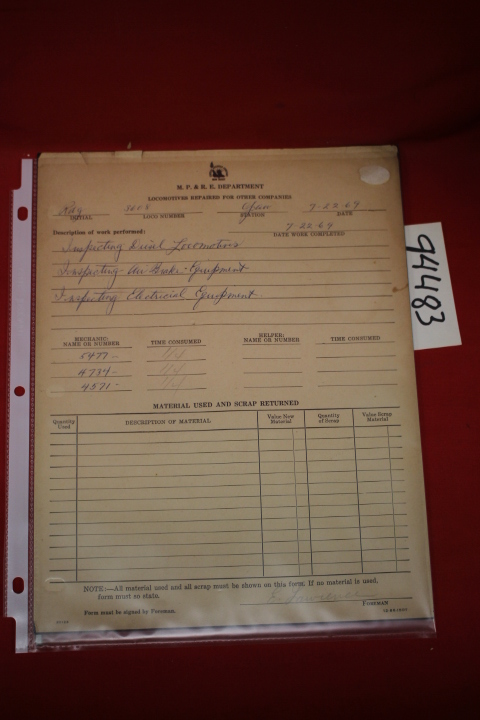 M. P. & R. E. DEPARTMENT
LOCOMOTIVES REPAIRED FOR OTHER COMPANIES
Rdg 3608 7-22-69
INITIAL LOCO NUMBER STATION DATE
7-22-69
Description of work performed: DATE WORK COMPLETED
Inspecting Diesel Locomotive
Inspecting Air Brake Equipment
Inspecting Electricial Equipment
MECHANIC: NAME OR NUMBER TIME CONSUMED HELPER: NAME OR NUMBER TIME CONSUMED
5477-
4734-
4571-
MATERIAL USED AND SCRAP RETURNED
Quantity Used DESCRIPTION OF MATERIAL Value New Material Quantity of Scrap Value Scrap Material
NOTE:—All material used and all scrap must be shown on this form. If no material is used,
form must so state.
Lawrence
FOREMAN
Form must be signed by Foreman.
94483